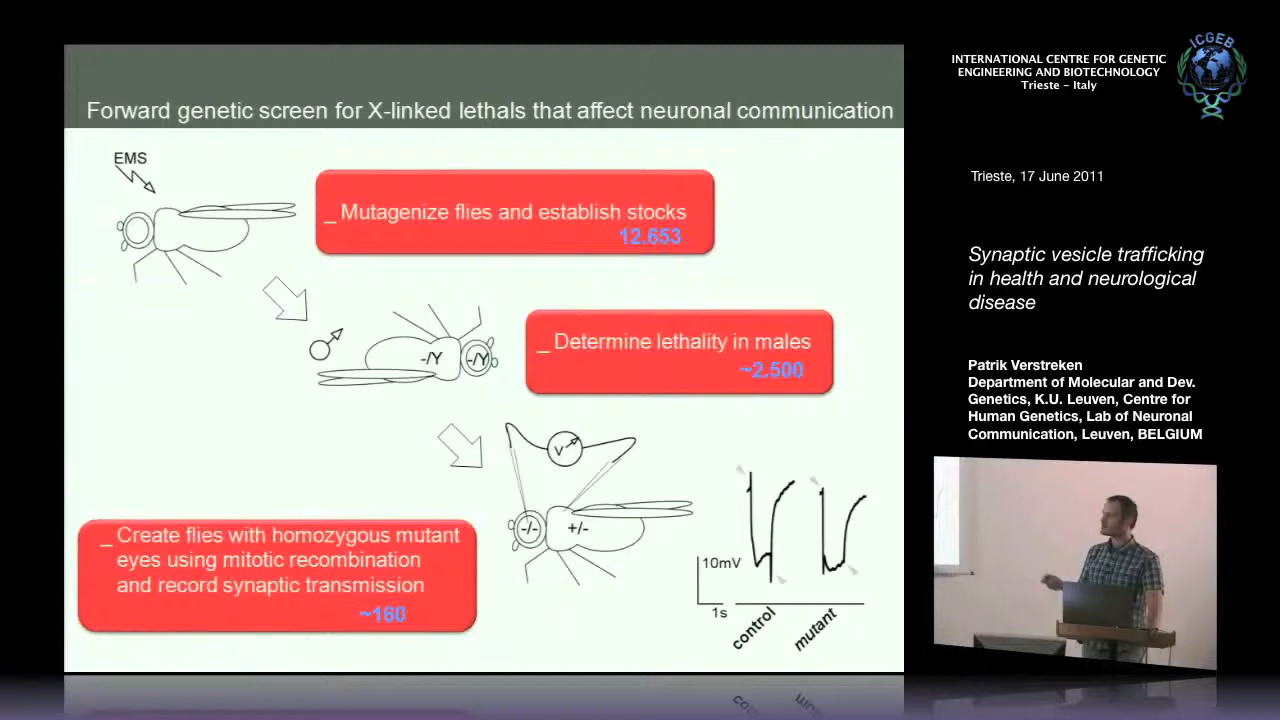 Forward genetic screen for X-linked lethals that affect neuronal communication
EMS
_ Mutagenize flies and establish stocks
12.653
-/Y
-/Y
_ Determine lethality in males
~2.500
V
-/-
+/-
_ Create flies with homozygous mutant
eyes using mitotic recombination
and record synaptic transmission
~160
10mV
1s
control
mutant
ICGEB
INTERNATIONAL CENTRE FOR GENETIC
ENGINEERING AND BIOTECHNOLOGY
Trieste - Italy
Trieste, 17 June 2011
Synaptic vesicle trafficking
in health and neurological
disease
Patrik Verstreken
Department of Molecular and Dev.
Genetics, K.U. Leuven, Centre for
Human Genetics, Lab of Neuronal
Communication, Leuven, BELGIUM